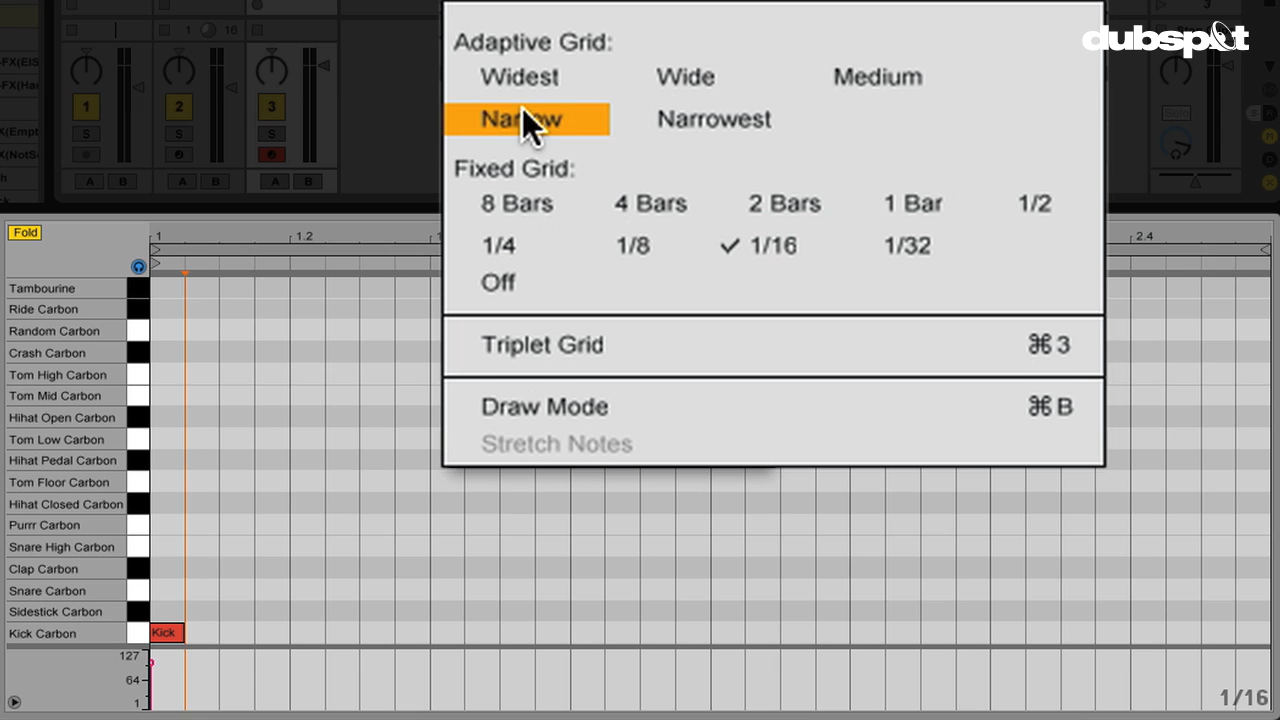 dubspot
Adaptive Grid:
Widest Wide Medium
Narrow Narrowest
Fixed Grid:
8 Bars 4 Bars 2 Bars 1 Bar 1/2
1/4 1/8 ✓ 1/16 1/32
Off
Triplet Grid ⌘3
Draw Mode ⌘B
Stretch Notes
1 16 3
1 2 3
S S S
A B A B A B
Fold
1 1.2 2.4
Tambourine
Ride Carbon
Random Carbon
Crash Carbon
Tom High Carbon
Tom Mid Carbon
Hihat Open Carbon
Tom Low Carbon
Hihat Pedal Carbon
Tom Floor Carbon
Hihat Closed Carbon
Purrr Carbon
Snare High Carbon
Clap Carbon
Snare Carbon
Sidestick Carbon
Kick Carbon Kick
127
64
1
1/16